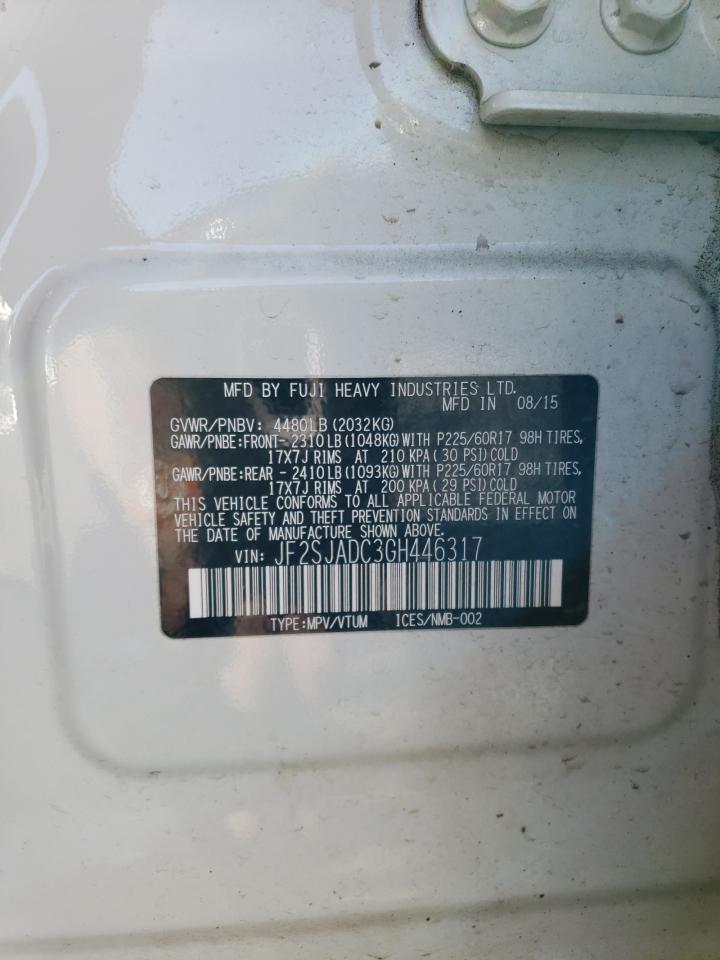 MFD BY FUJI HEAVY INDUSTRIES LTD.
MFD IN 08/15
GVWR/PNBV: 4480LB (2032KG)
GAWR/PNBE:FRONT- 2310LB (1048KG) WITH P225/60R17 98H TIRES,
17X7J RIMS AT 210 KPA (30 PSI) COLD
GAWR/PNBE:REAR - 2410LB (1093KG) WITH P225/60R17 98H TIRES,
17X7J RIMS AT 200 KPA (29 PSI) COLD
THIS VEHICLE CONFORMS TO ALL APPLICABLE FEDERAL MOTOR
VEHICLE SAFETY AND THEFT PREVENTION STANDARDS IN EFFECT ON
THE DATE OF MANUFACTURE SHOWN ABOVE.
VIN: JF2SJADC3GH446317
TYPE:MPV/VTUM ICES/NMB-002